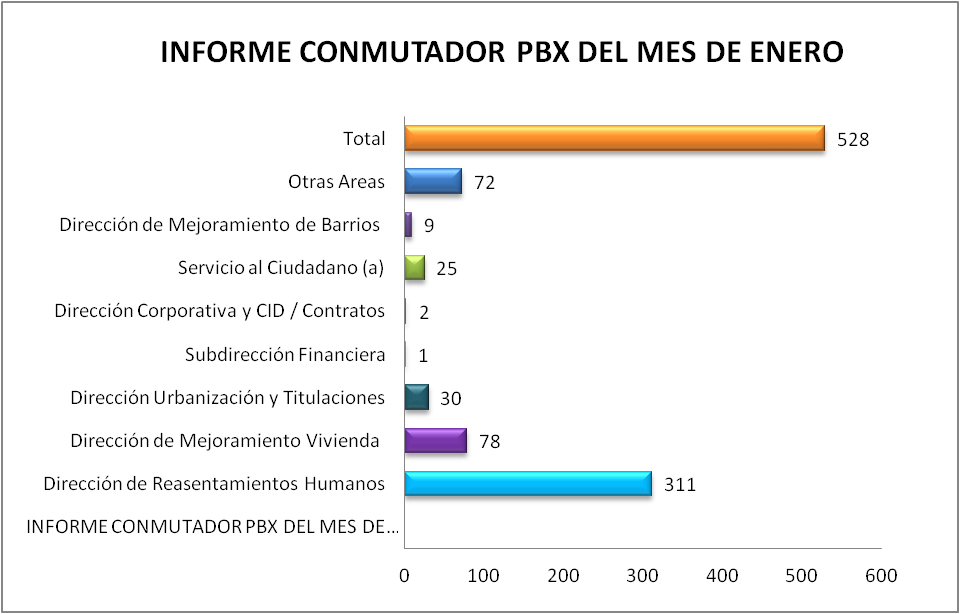 INFORME CONMUTADOR PBX DEL MES DE ENERO
Total 528
Otras Areas 72
Dirección de Mejoramiento de Barrios 9
Servicio al Ciudadano (a) 25
Dirección Corporativa y CID / Contratos 2
Subdirección Financiera 1
Dirección Urbanización y Titulaciones 30
Dirección de Mejoramiento Vivienda 78
Dirección de Reasentamientos Humanos 311
INFORME CONMUTADOR PBX DEL MES DE...
0 100 200 300 400 500 600